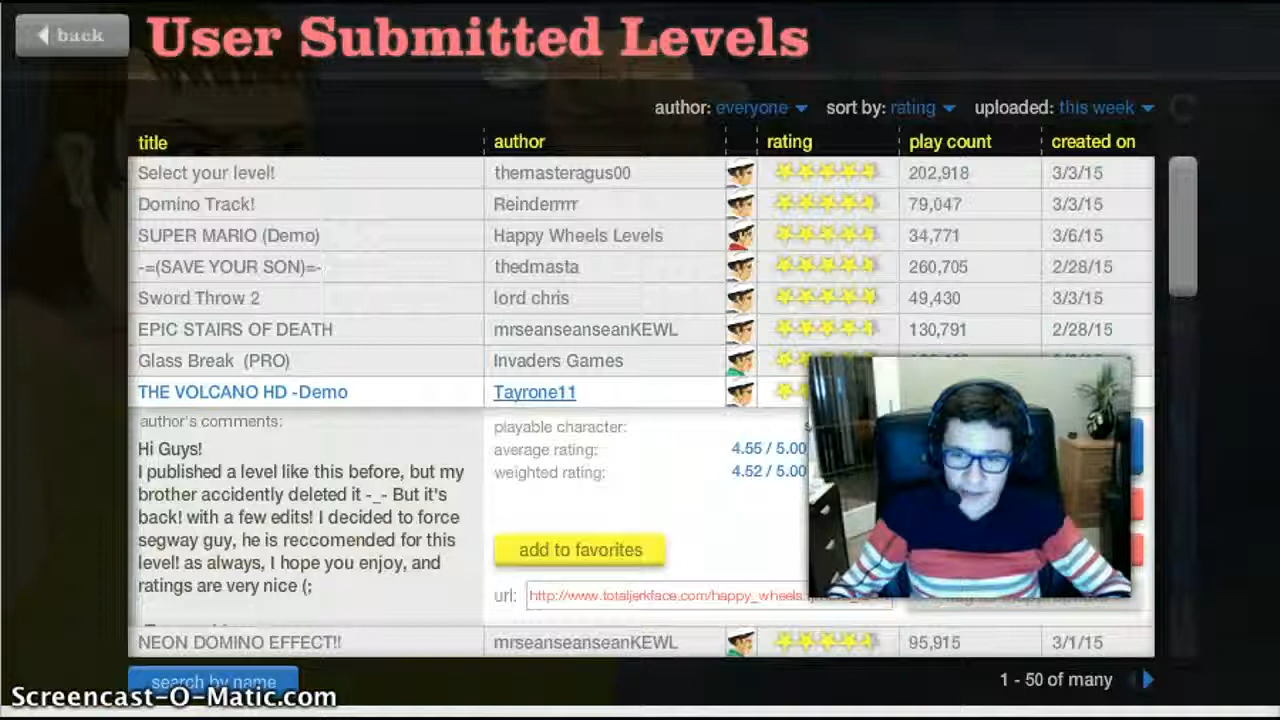 back
User Submitted Levels
author: everyone sort by: rating uploaded: this week
title author rating play count created on
Select your level! themasteragus00 202,918 3/3/15
Domino Track! Reinderrrr 79,047 3/3/15
SUPER MARIO (Demo) Happy Wheels Levels 34,771 3/6/15
-=(SAVE YOUR SON)=- thedmasta 260,705 2/28/15
Sword Throw 2 lord chris 49,430 3/3/15
EPIC STAIRS OF DEATH mrseanseanseanKEWL 130,791 2/28/15
Glass Break (PRO) Invaders Games
THE VOLCANO HD -Demo Tayrone11
author's comments: playable character:
Hi Guys! average rating: 4.55 / 5.00
I published a level like this before, but my weighted rating: 4.52 / 5.00
brother accidently deleted it -_- But it's
back! with a few edits! I decided to force
segway guy, he is reccomended for this add to favorites
level! as always, I hope you enjoy, and
ratings are very nice (; url: http://www.totaljerkface.com/happy_wheels
NEON DOMINO EFFECT!! mrseanseanseanKEWL 95,915 3/1/15
search by name 1 - 50 of many
Screencast-O-Matic.com